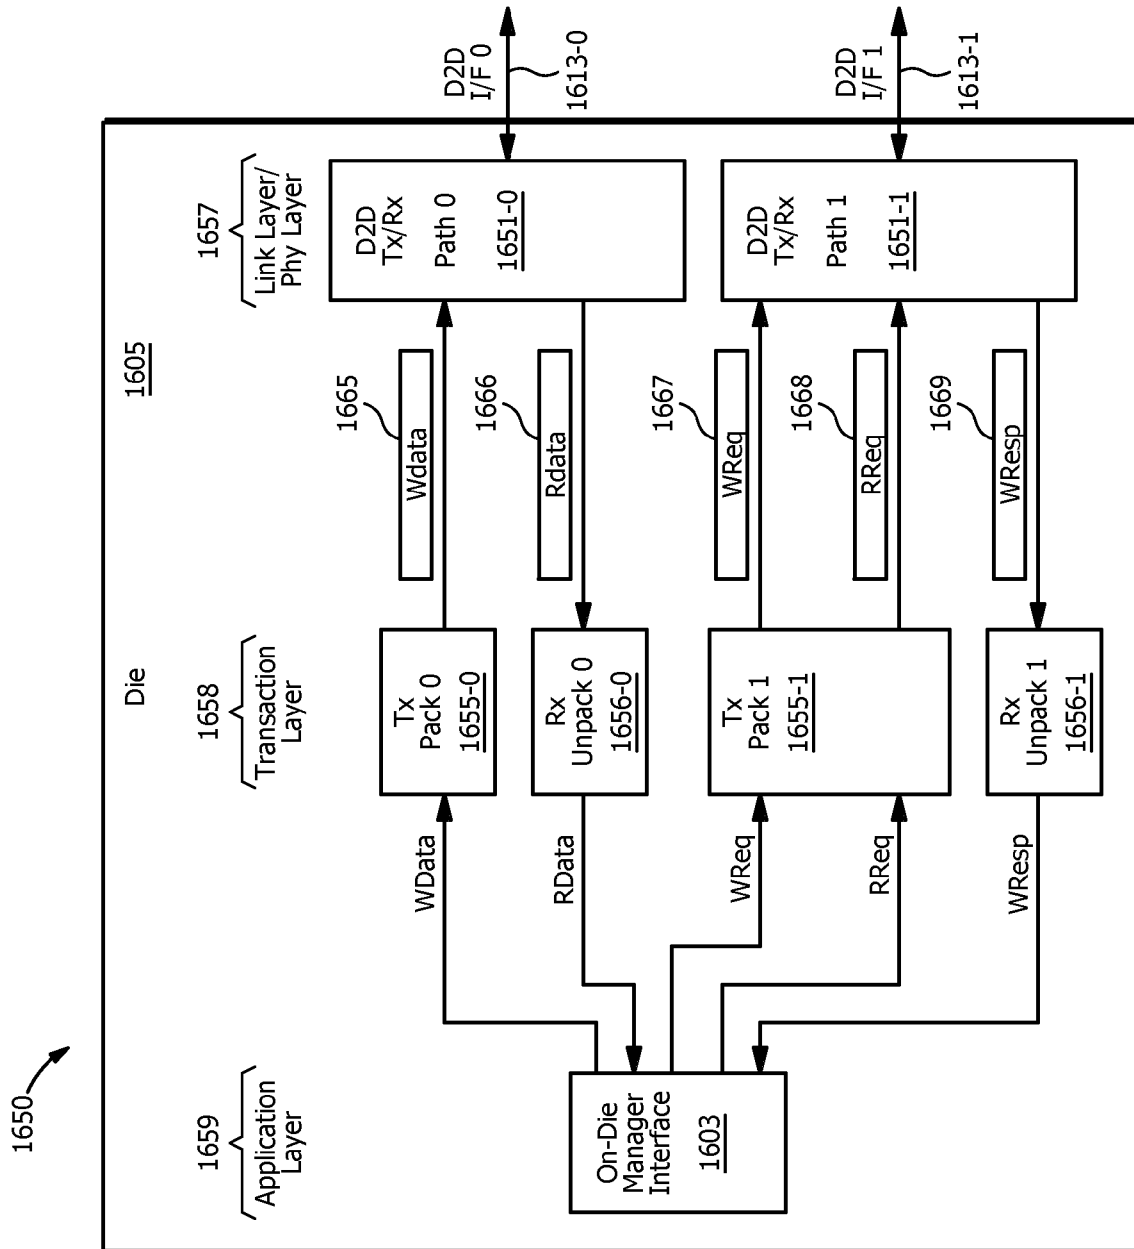 1650
Die
1605
1659
Application
Layer
1658
Transaction
Layer
1657
Link Layer/
Phy Layer
On-Die
Manager
Interface
1603
WData
RData
WReq
RReq
WResp
Tx
Pack 0
1655-0
Rx
Unpack 0
1656-0
Tx
Pack 1
1655-1
Rx
Unpack 1
1656-1
1665
Wdata
1666
Rdata
1667
WReq
1668
RReq
1669
WResp
D2D
Tx/Rx
Path 0
1651-0
D2D
Tx/Rx
Path 1
1651-1
D2D
I/F 0
1613-0
D2D
I/F 1
1613-1